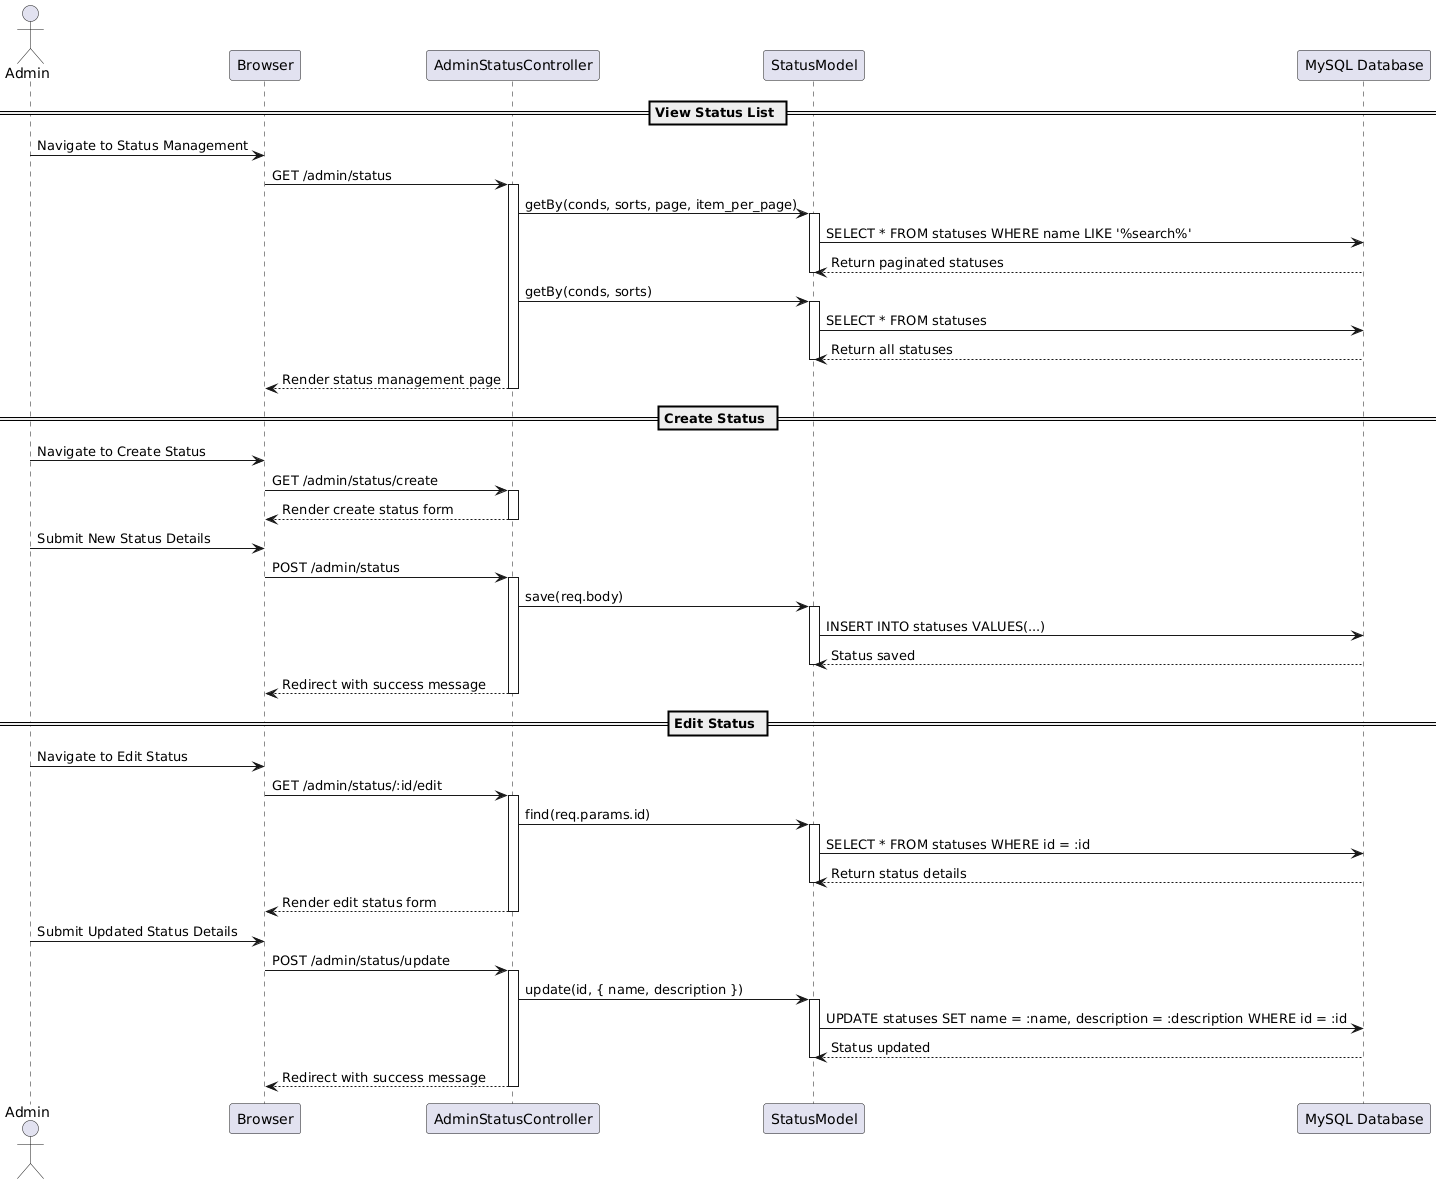 Admin
Browser
AdminStatusController
StatusModel
MySQL Database
View Status List
Navigate to Status Management
GET /admin/status
getBy(conds, sorts, page, item_per_page)
SELECT * FROM statuses WHERE name LIKE '%search%'
Return paginated statuses
getBy(conds, sorts)
SELECT * FROM statuses
Return all statuses
Render status management page
Create Status
Navigate to Create Status
GET /admin/status/create
Render create status form
Submit New Status Details
POST /admin/status
save(req.body)
INSERT INTO statuses VALUES(...)
Status saved
Redirect with success message
Edit Status
Navigate to Edit Status
GET /admin/status/:id/edit
find(req.params.id)
SELECT * FROM statuses WHERE id = :id
Return status details
Render edit status form
Submit Updated Status Details
POST /admin/status/update
update(id, { name, description })
UPDATE statuses SET name = :name, description = :description WHERE id = :id
Status updated
Redirect with success message
Admin
Browser
AdminStatusController
StatusModel
MySQL Database